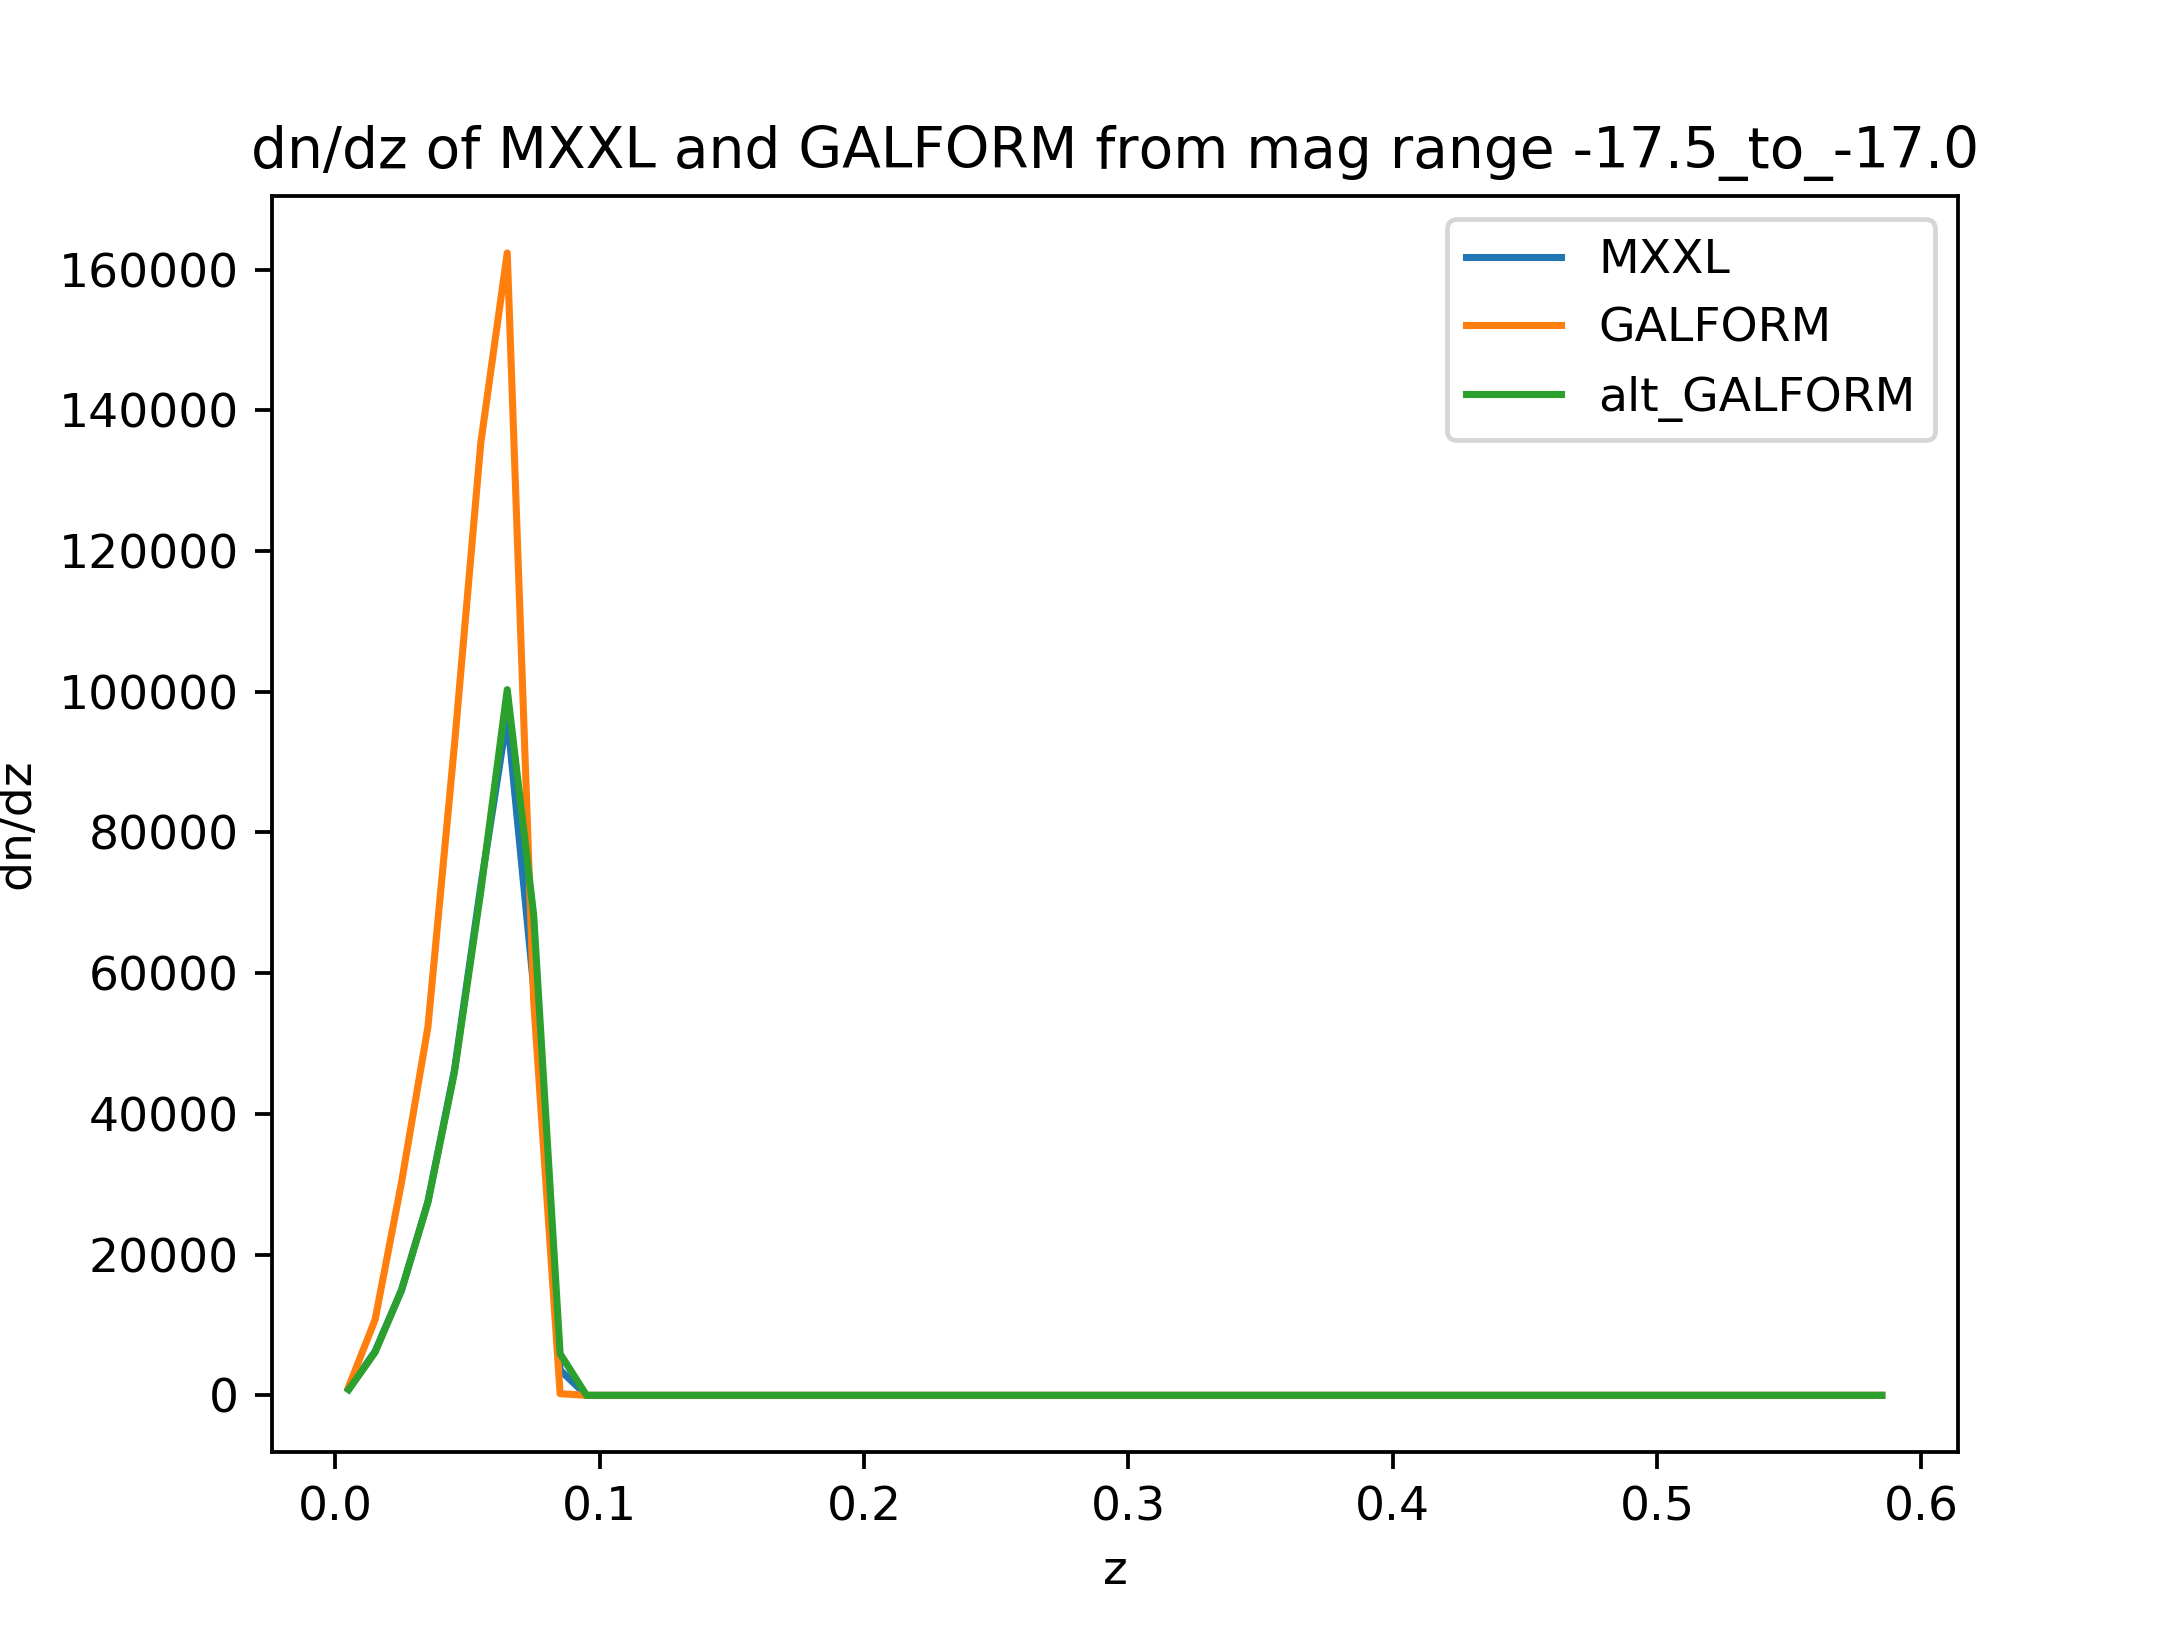 dn/dz of MXXL and GALFORM from mag range -17.5_to_-17.0
MXXL
GALFORM
alt_GALFORM
160000
140000
120000
100000
80000
60000
40000
20000
0
dn/dz
0.0 0.1 0.2 0.3 0.4 0.5 0.6
z